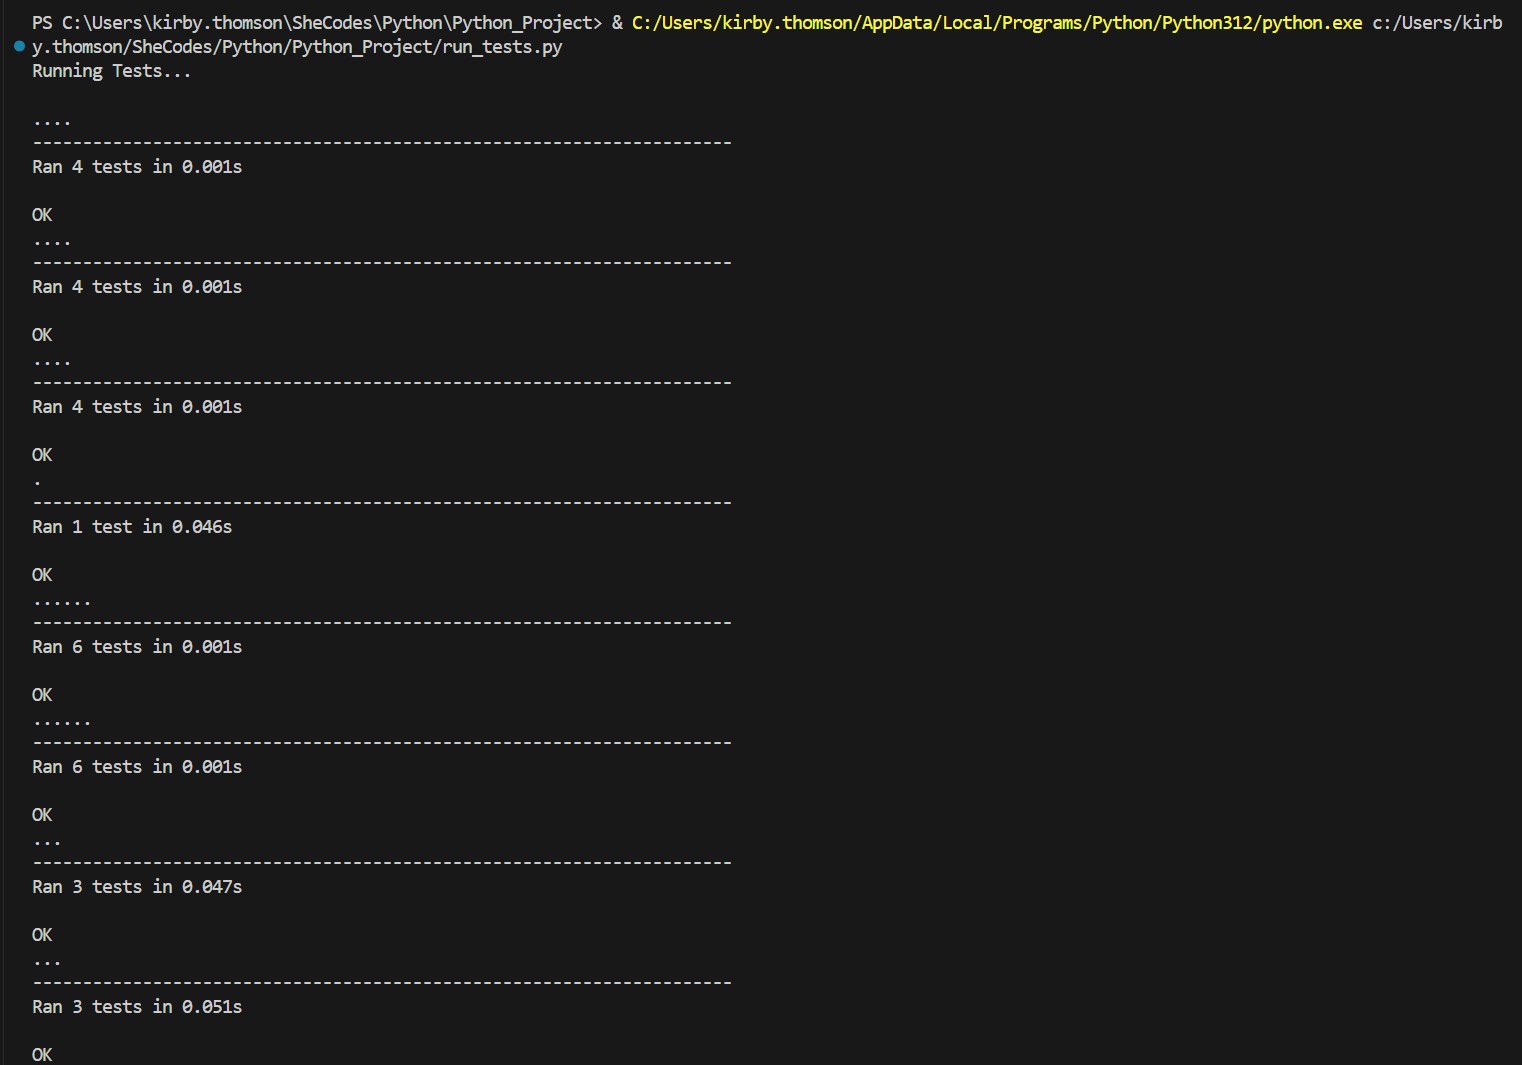 PS C:\Users\kirby.thomson\SheCodes\Python\Python_Project> & C:/Users/kirby.thomson/AppData/Local/Programs/Python/Python312/python.exe c:/Users/kirb
y.thomson/SheCodes/Python/Python_Project/run_tests.py
Running Tests...
....
----------------------------------------------------------------------
Ran 4 tests in 0.001s
OK
....
----------------------------------------------------------------------
Ran 4 tests in 0.001s
OK
....
----------------------------------------------------------------------
Ran 4 tests in 0.001s
OK
.
----------------------------------------------------------------------
Ran 1 test in 0.046s
OK
......
----------------------------------------------------------------------
Ran 6 tests in 0.001s
OK
......
----------------------------------------------------------------------
Ran 6 tests in 0.001s
OK
...
----------------------------------------------------------------------
Ran 3 tests in 0.047s
OK
...
----------------------------------------------------------------------
Ran 3 tests in 0.051s
OK